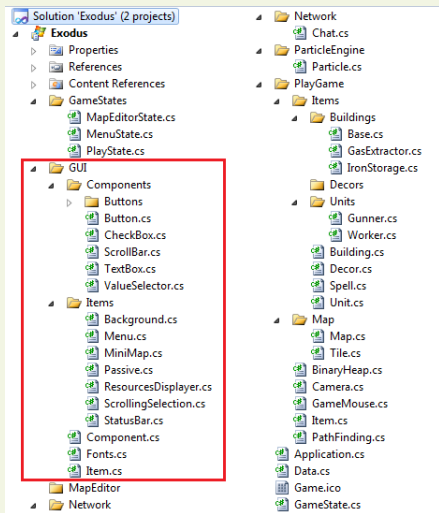 Solution 'Exodus' (2 projects)
Exodus
Properties
References
Content References
GameStates
MapEditorState.cs
MenuState.cs
PlayState.cs
GUI
Components
Buttons
Button.cs
CheckBox.cs
ScrollBar.cs
TextBox.cs
ValueSelector.cs
Items
Background.cs
Menu.cs
MiniMap.cs
Passive.cs
ResourcesDisplayer.cs
ScrollingSelection.cs
StatusBar.cs
Component.cs
Fonts.cs
Item.cs
MapEditor
Network
Network
Chat.cs
ParticleEngine
Particle.cs
PlayGame
Items
Buildings
Base.cs
GasExtractor.cs
IronStorage.cs
Decors
Units
Gunner.cs
Worker.cs
Building.cs
Decor.cs
Spell.cs
Unit.cs
Map
Map.cs
Tile.cs
BinaryHeap.cs
Camera.cs
GameMouse.cs
Item.cs
PathFinding.cs
Application.cs
Data.cs
Game.ico
GameState.cs